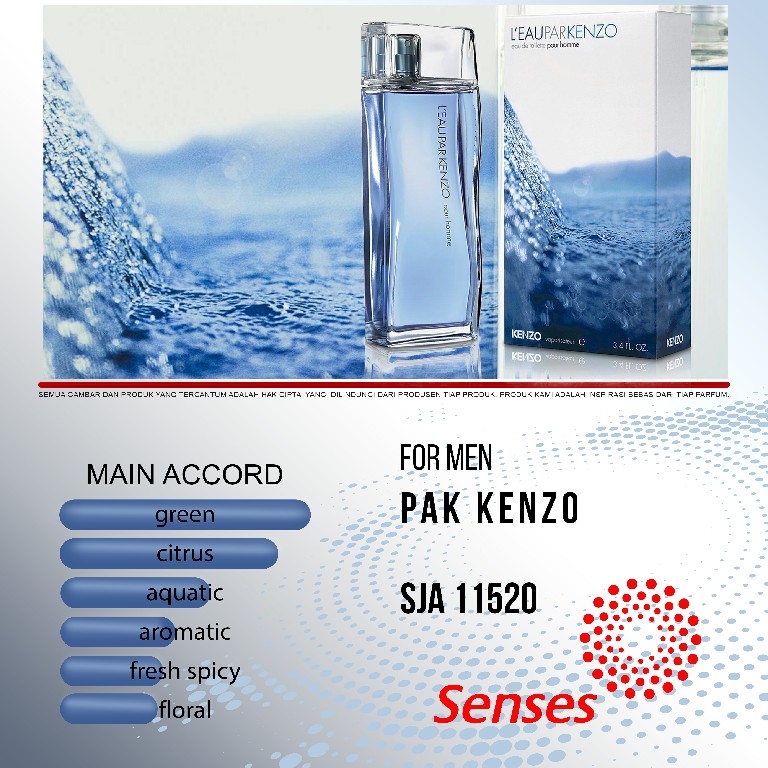 L'EAUPARKENZO
eau de toilette pour homme
L'EAUPARKENZO pour homme
KENZO
vaporisateur
3.4 FL. OZ.
KENZO
SEMUA GAMBAR DAN PRODUK YANG TERCANTUM ADALAH HAK CIPTA YANG DILINDUNGI DARI PRODUSEN TIAP PRODUK. PRODUK KAMI ADALAH INSPIRASI BEBAS DARI TIAP PARFUM.
MAIN ACCORD
green
citrus
aquatic
aromatic
fresh spicy
floral
FOR MEN
PAK KENZO
SJA 11520
Senses